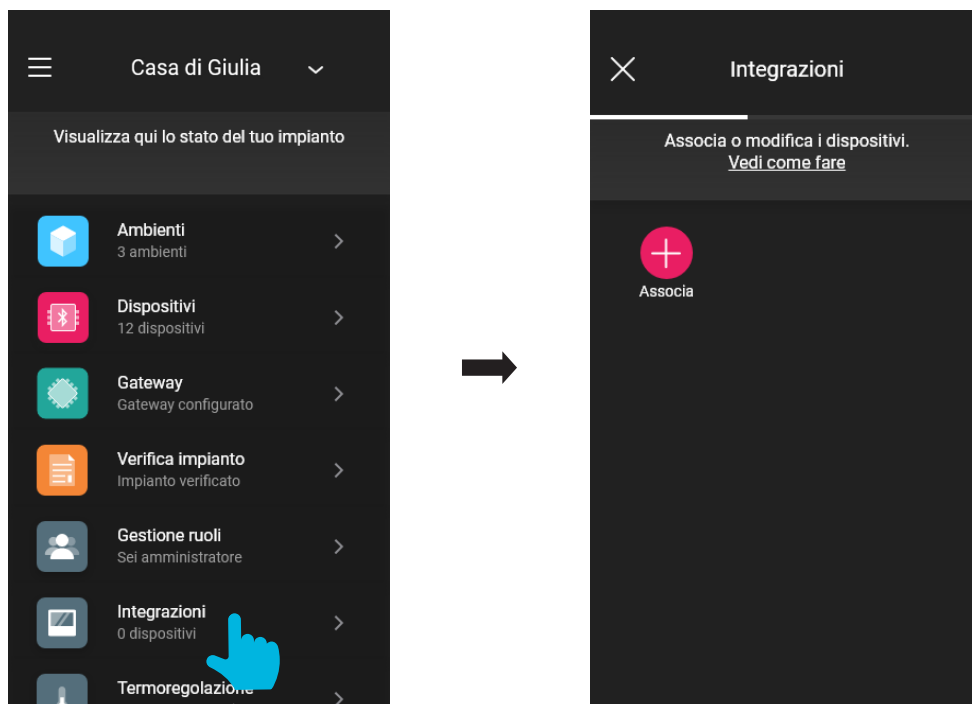 Casa di Giulia
Visualizza qui lo stato del tuo impianto
Ambienti
3 ambienti
Dispositivi
12 dispositivi
Gateway
Gateway configurato
Verifica impianto
Impianto verificato
Gestione ruoli
Sei amministratore
Integrazioni
0 dispositivi
Termoregolazione
Integrazioni
Associa o modifica i dispositivi.
Vedi come fare
Associa